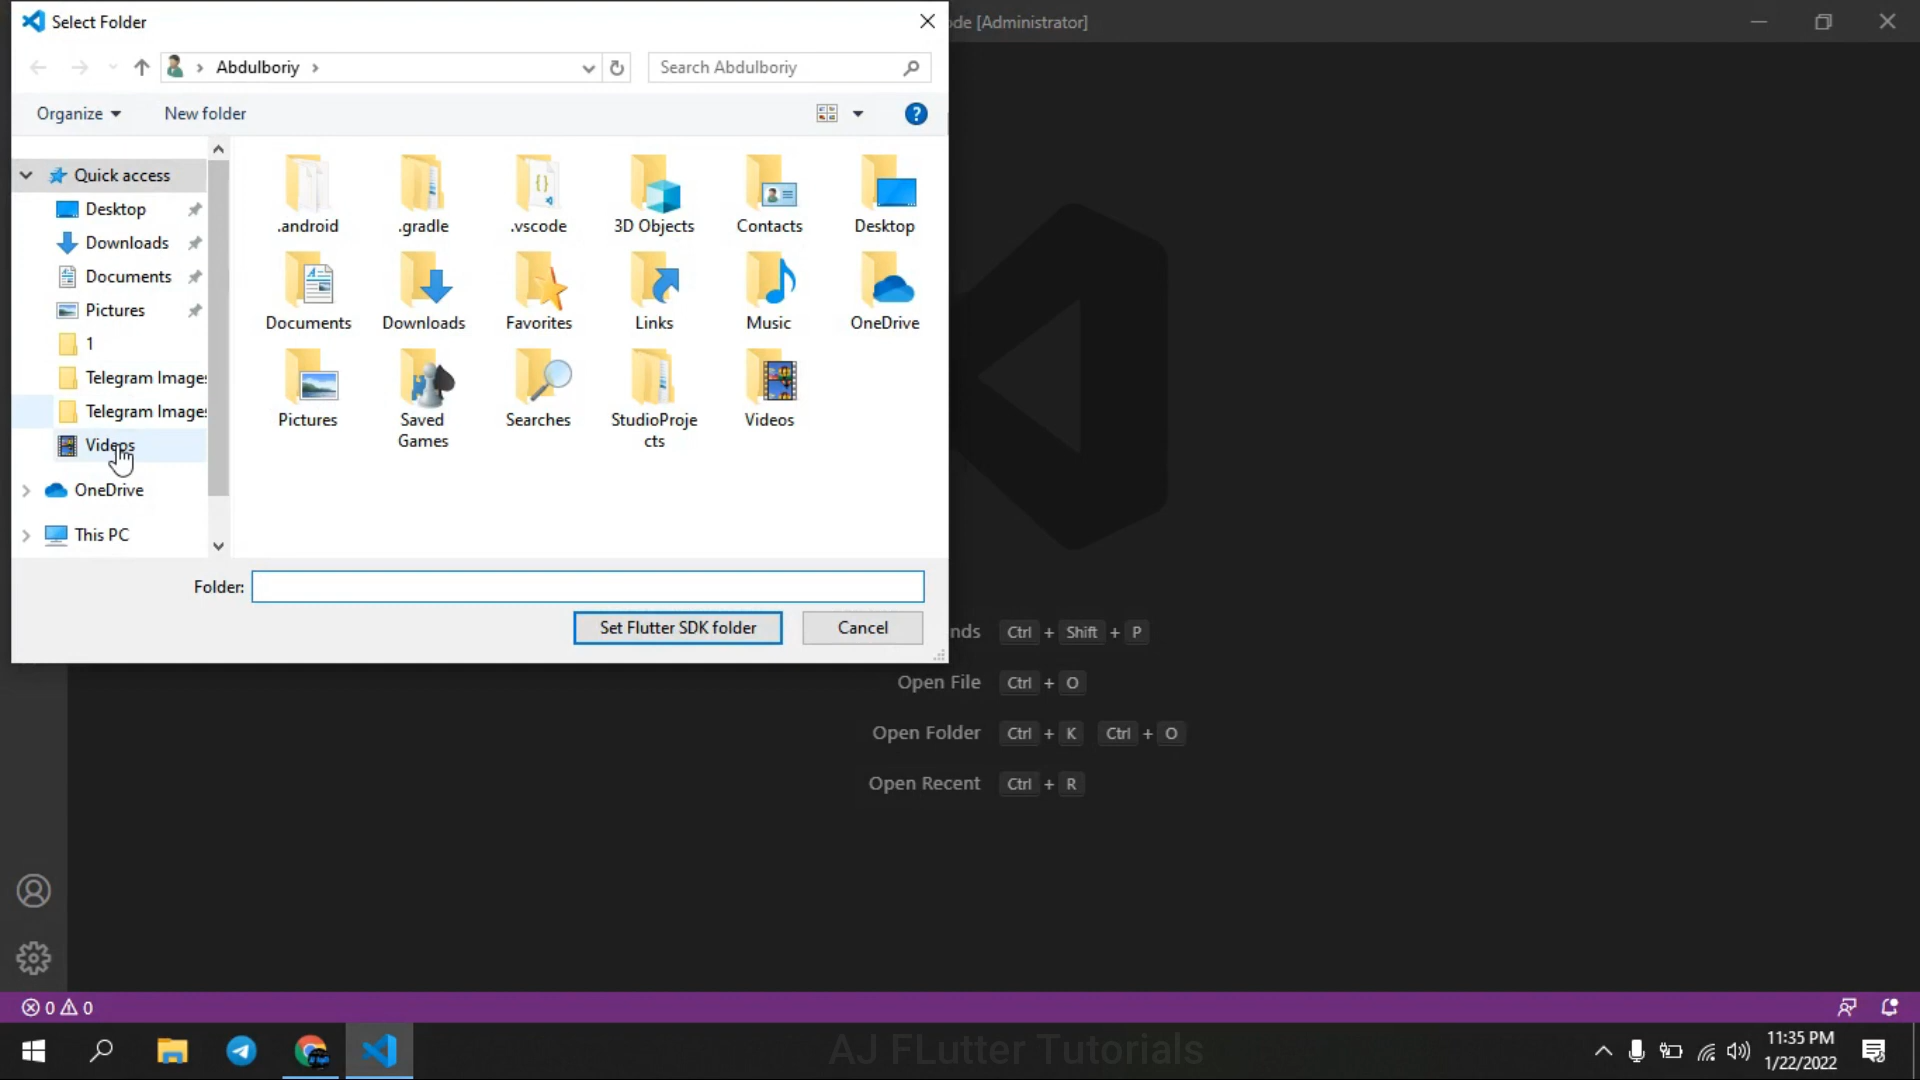 Select Folder
ode [Administrator]
Abdulboriy
Search Abdulboriy
Organize
New folder
?
Quick access
Desktop
Downloads
Documents
Pictures
1
Telegram Images
Telegram Images
Videos
OneDrive
This PC
.android
.gradle
.vscode
3D Objects
Contacts
Desktop
Documents
Downloads
Favorites
Links
Music
OneDrive
Pictures
Saved
Games
Searches
StudioProje
cts
Videos
Folder:
Set Flutter SDK folder
Cancel
nds Ctrl + Shift + P
Open File Ctrl + O
Open Folder Ctrl + K Ctrl + O
Open Recent Ctrl + R
0 0
AJ FLutter Tutorials
11:35 PM
1/22/2022